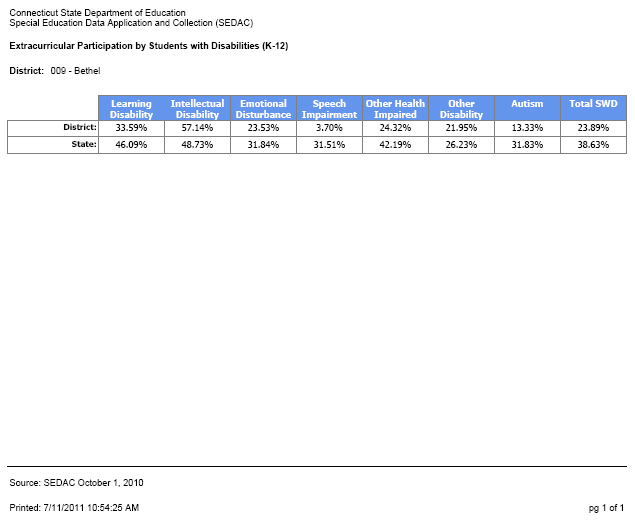 Connecticut State Department of Education
Special Education Data Application and Collection (SEDAC)
Extracurricular Participation by Students with Disabilities (K-12)
District: 009 - Bethel
Learning Disability Intellectual Disability Emotional Disturbance Speech Impairment Other Health Impaired Other Disability Autism Total SWD
District: 33.59% 57.14% 23.53% 3.70% 24.32% 21.95% 13.33% 23.89%
State: 46.09% 48.73% 31.84% 31.51% 42.19% 26.23% 31.83% 38.63%
Source: SEDAC October 1, 2010
Printed: 7/11/2011 10:54:25 AM pg 1 of 1